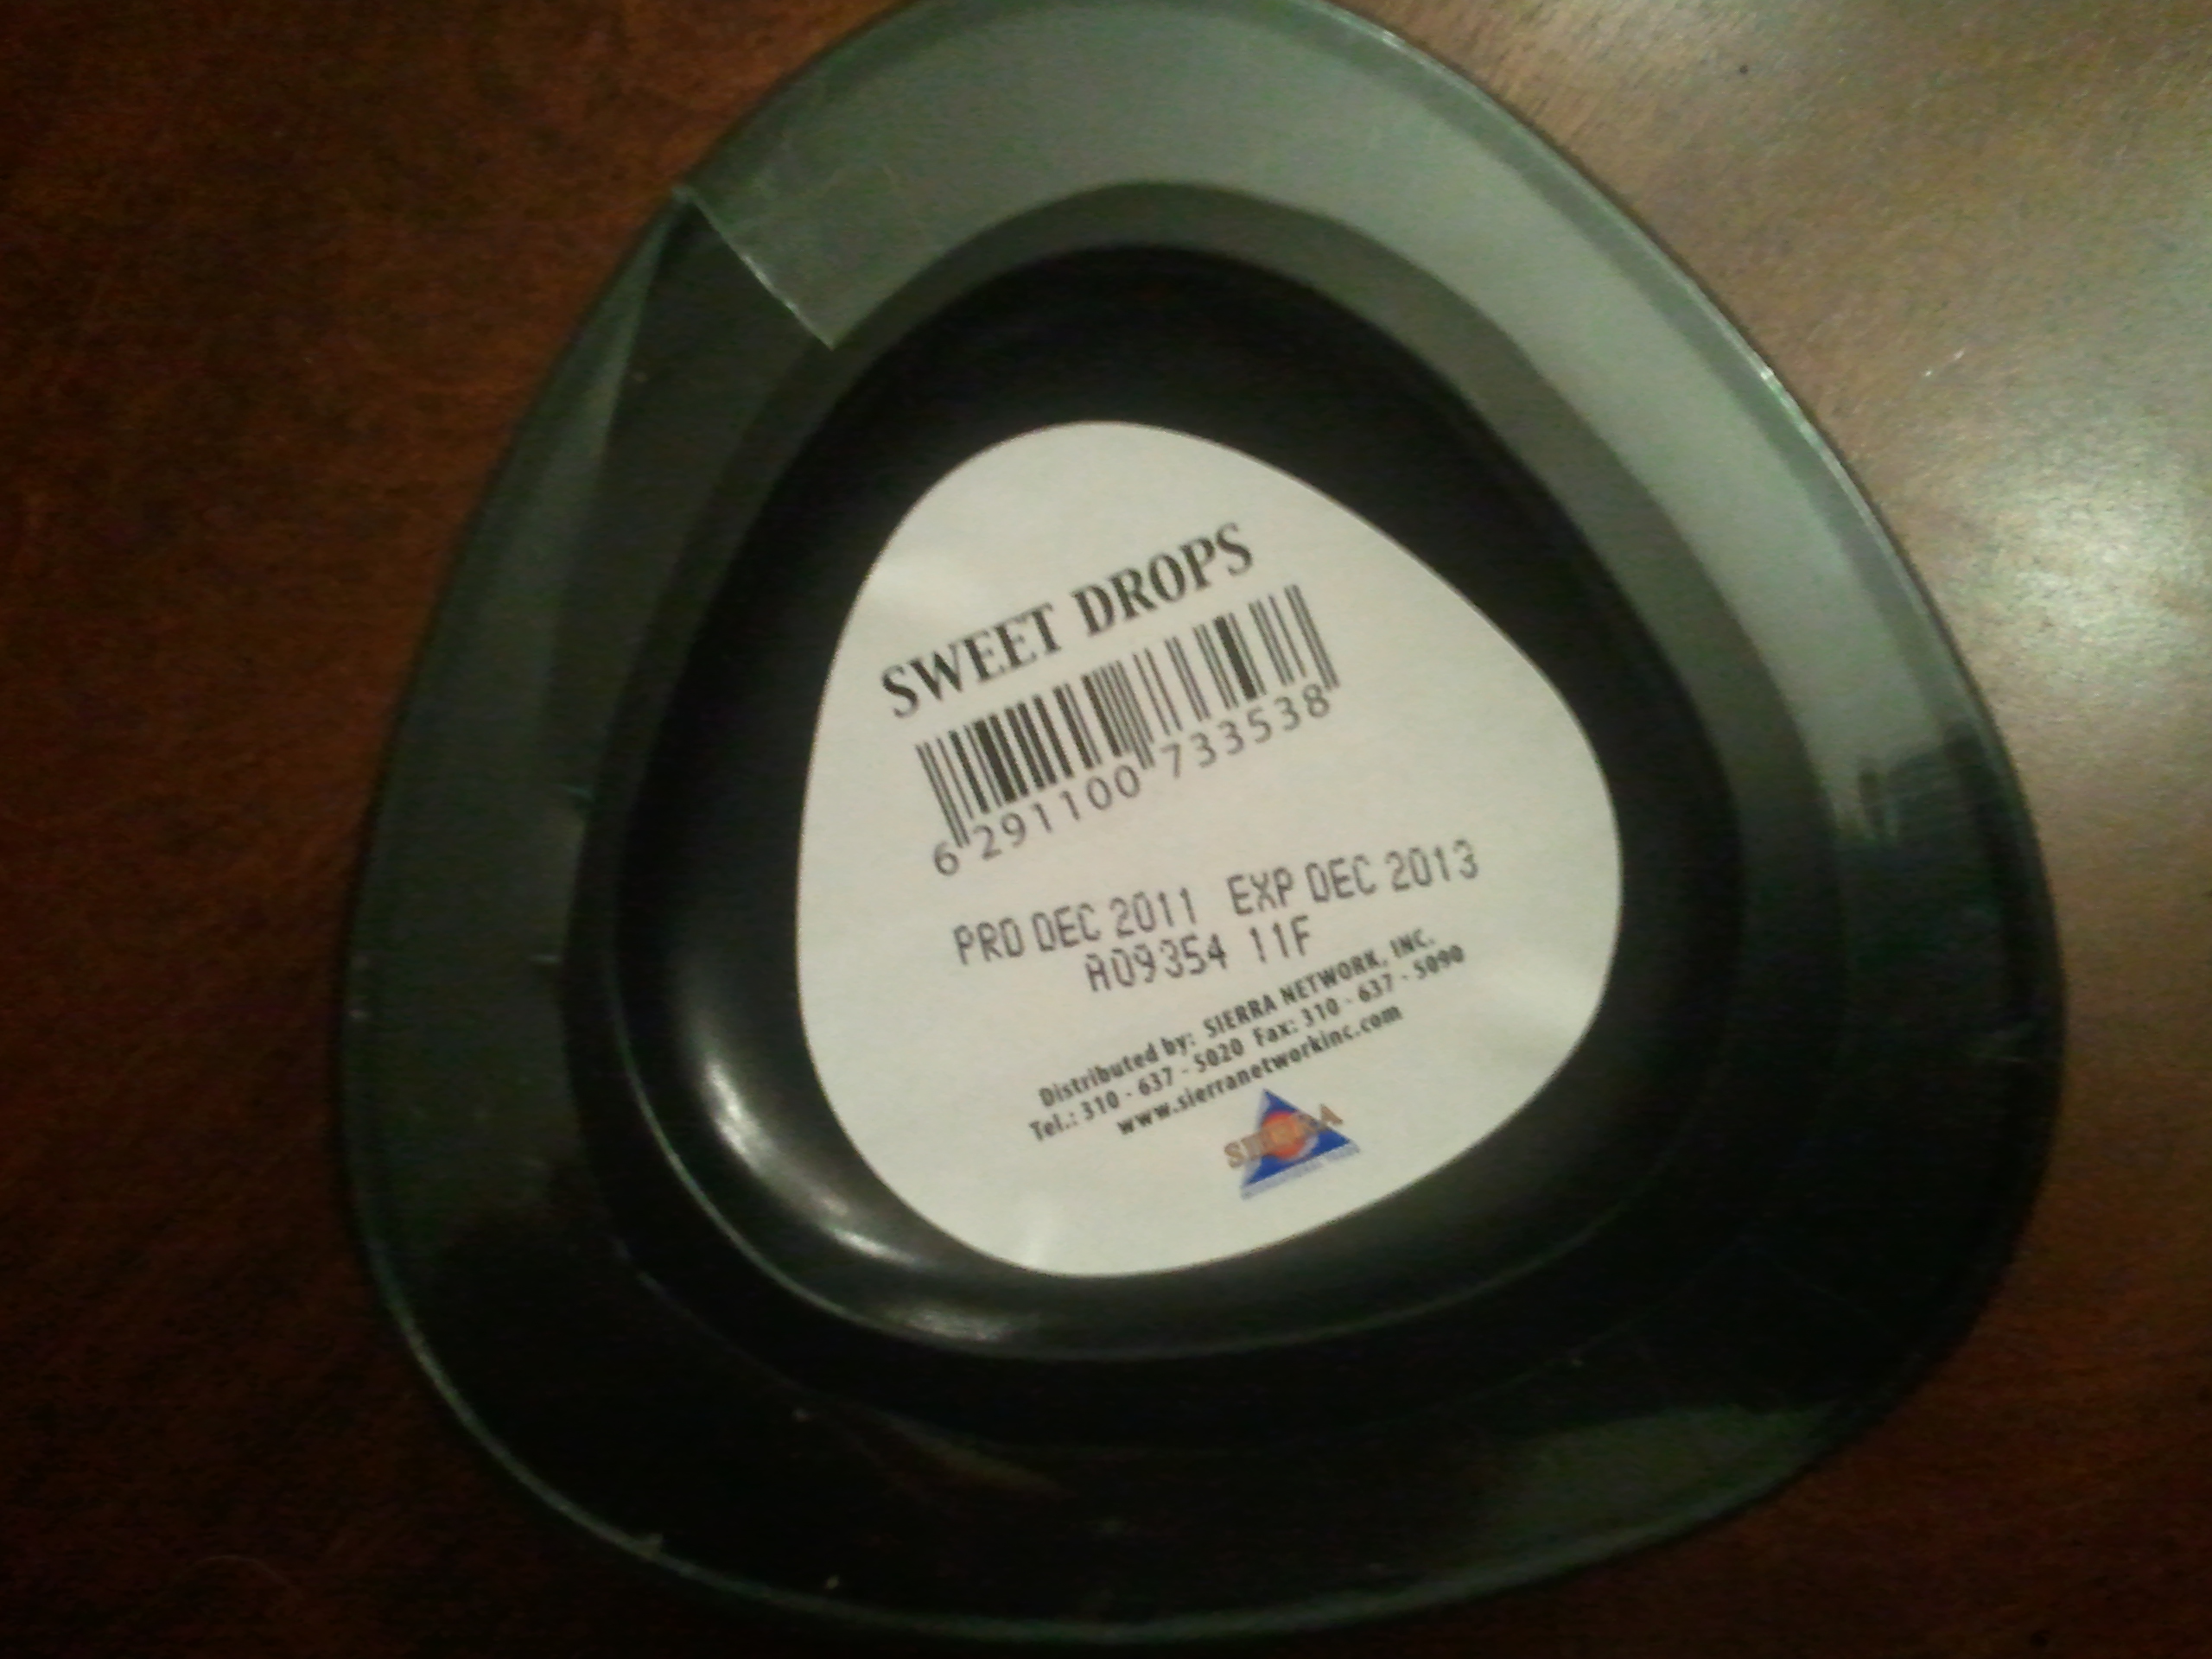 SWEET DROPS
6 291100 733538
PRO DEC 2011 EXP DEC 2013
A09354 11F
Distributed by: SIERRA NETWORK, INC.
Tel.: 310 - 637 - 5020 Fax: 310 - 637 - 5090
www.sierranetworkinc.com
SIERRA